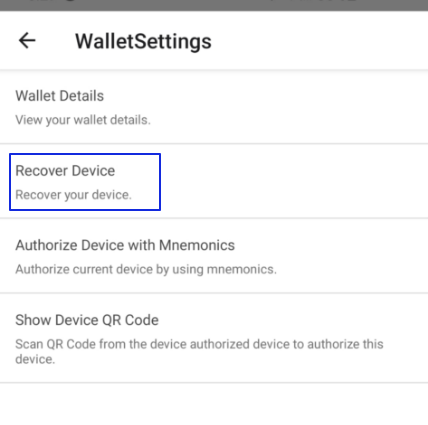 WalletSettings
Wallet Details
View your wallet details.
Recover Device
Recover your device.
Authorize Device with Mnemonics
Authorize current device by using mnemonics.
Show Device QR Code
Scan QR Code from the device authorized device to authorize this
device.